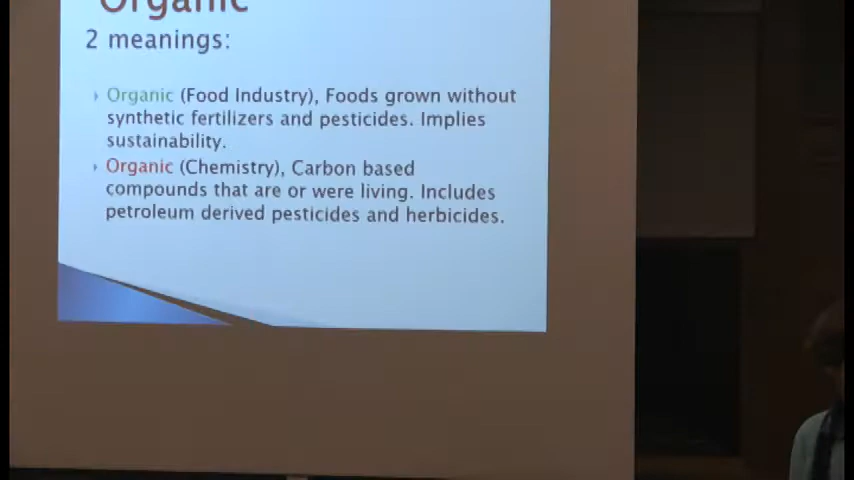 Organic
2 meanings:
Organic (Food Industry), Foods grown without
synthetic fertilizers and pesticides. Implies
sustainability.
Organic (Chemistry), Carbon based
compounds that are or were living. Includes
petroleum derived pesticides and herbicides.